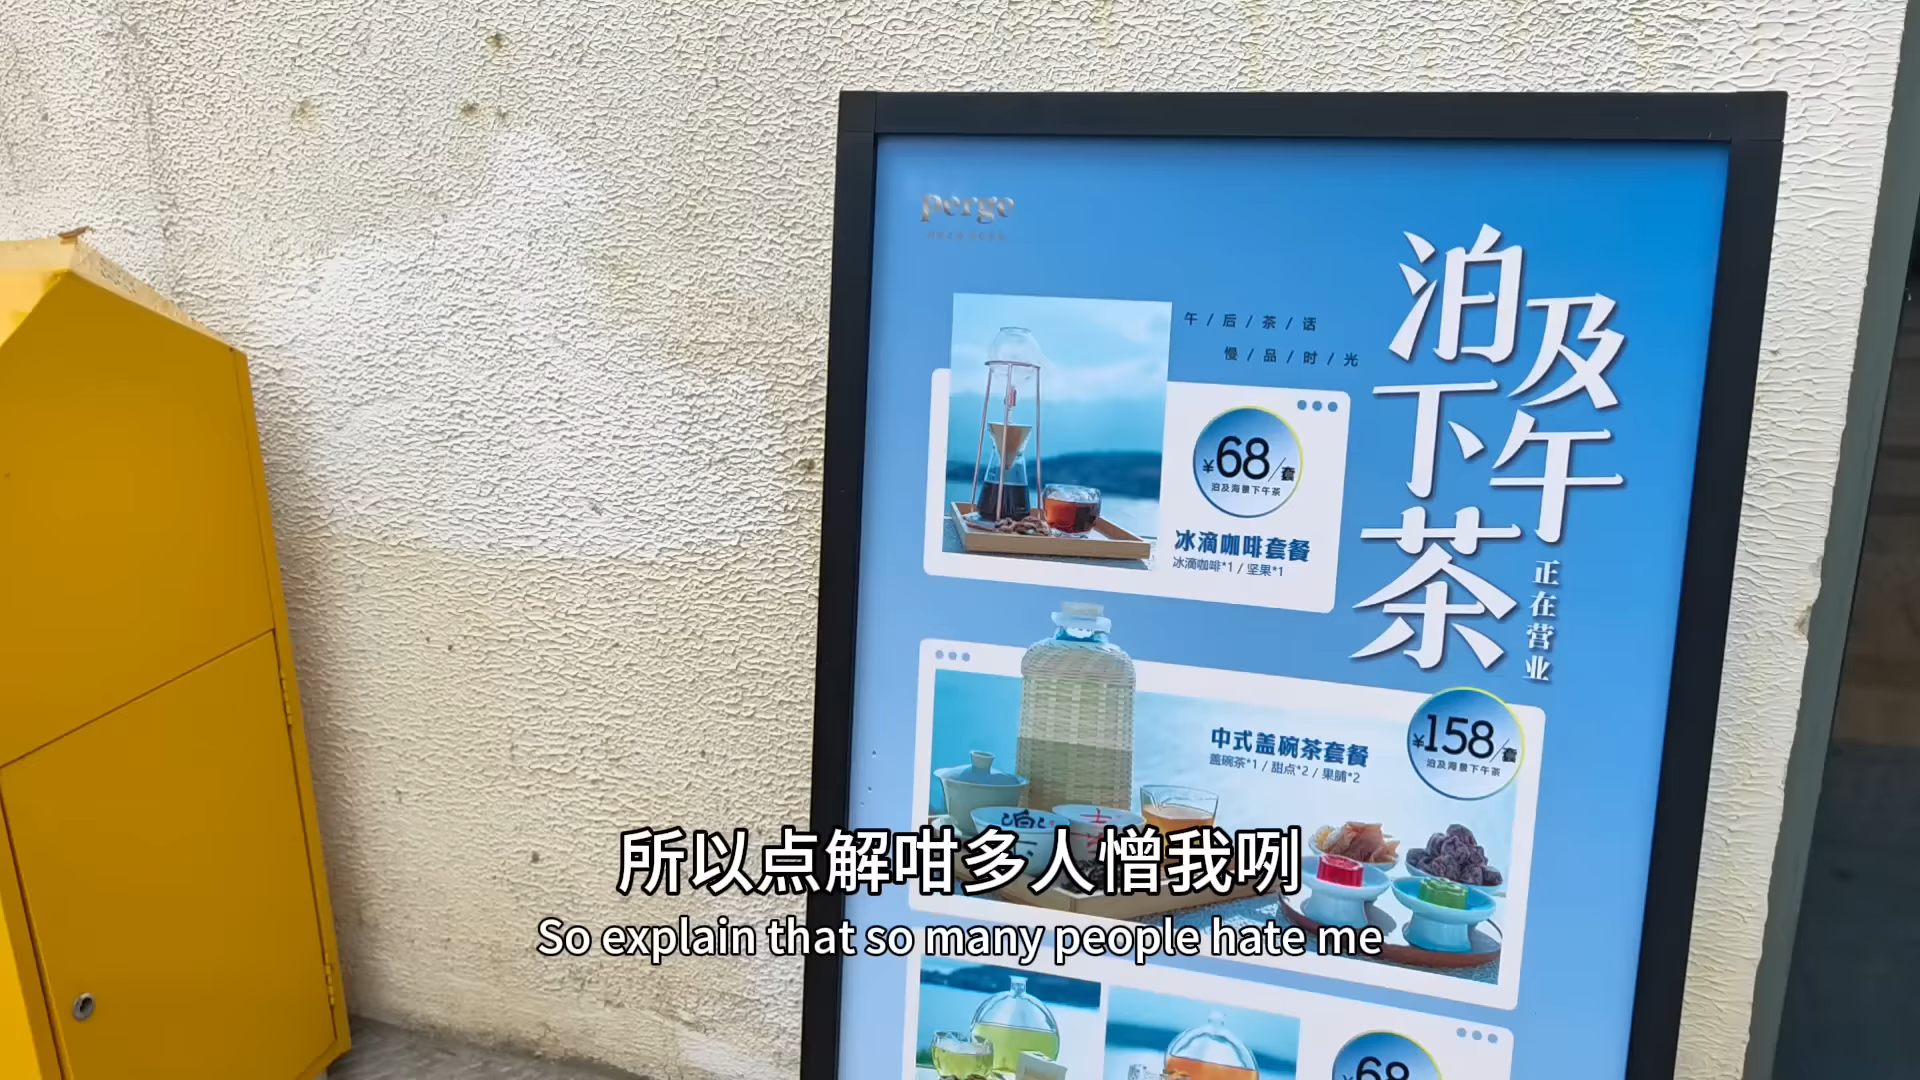 perge
午/后/茶/话
慢/品/时/光
泊及
下午
茶
正在营业
¥68/套
泊及海景下午茶
冰滴咖啡套餐
冰滴咖啡*1 / 坚果*1
¥158/套
泊及海景下午茶
中式盖碗茶套餐
盖碗茶*1 / 甜点*2 / 果脯*2
所以点解咁多人憎我咧
So explain that so many people hate me
¥68